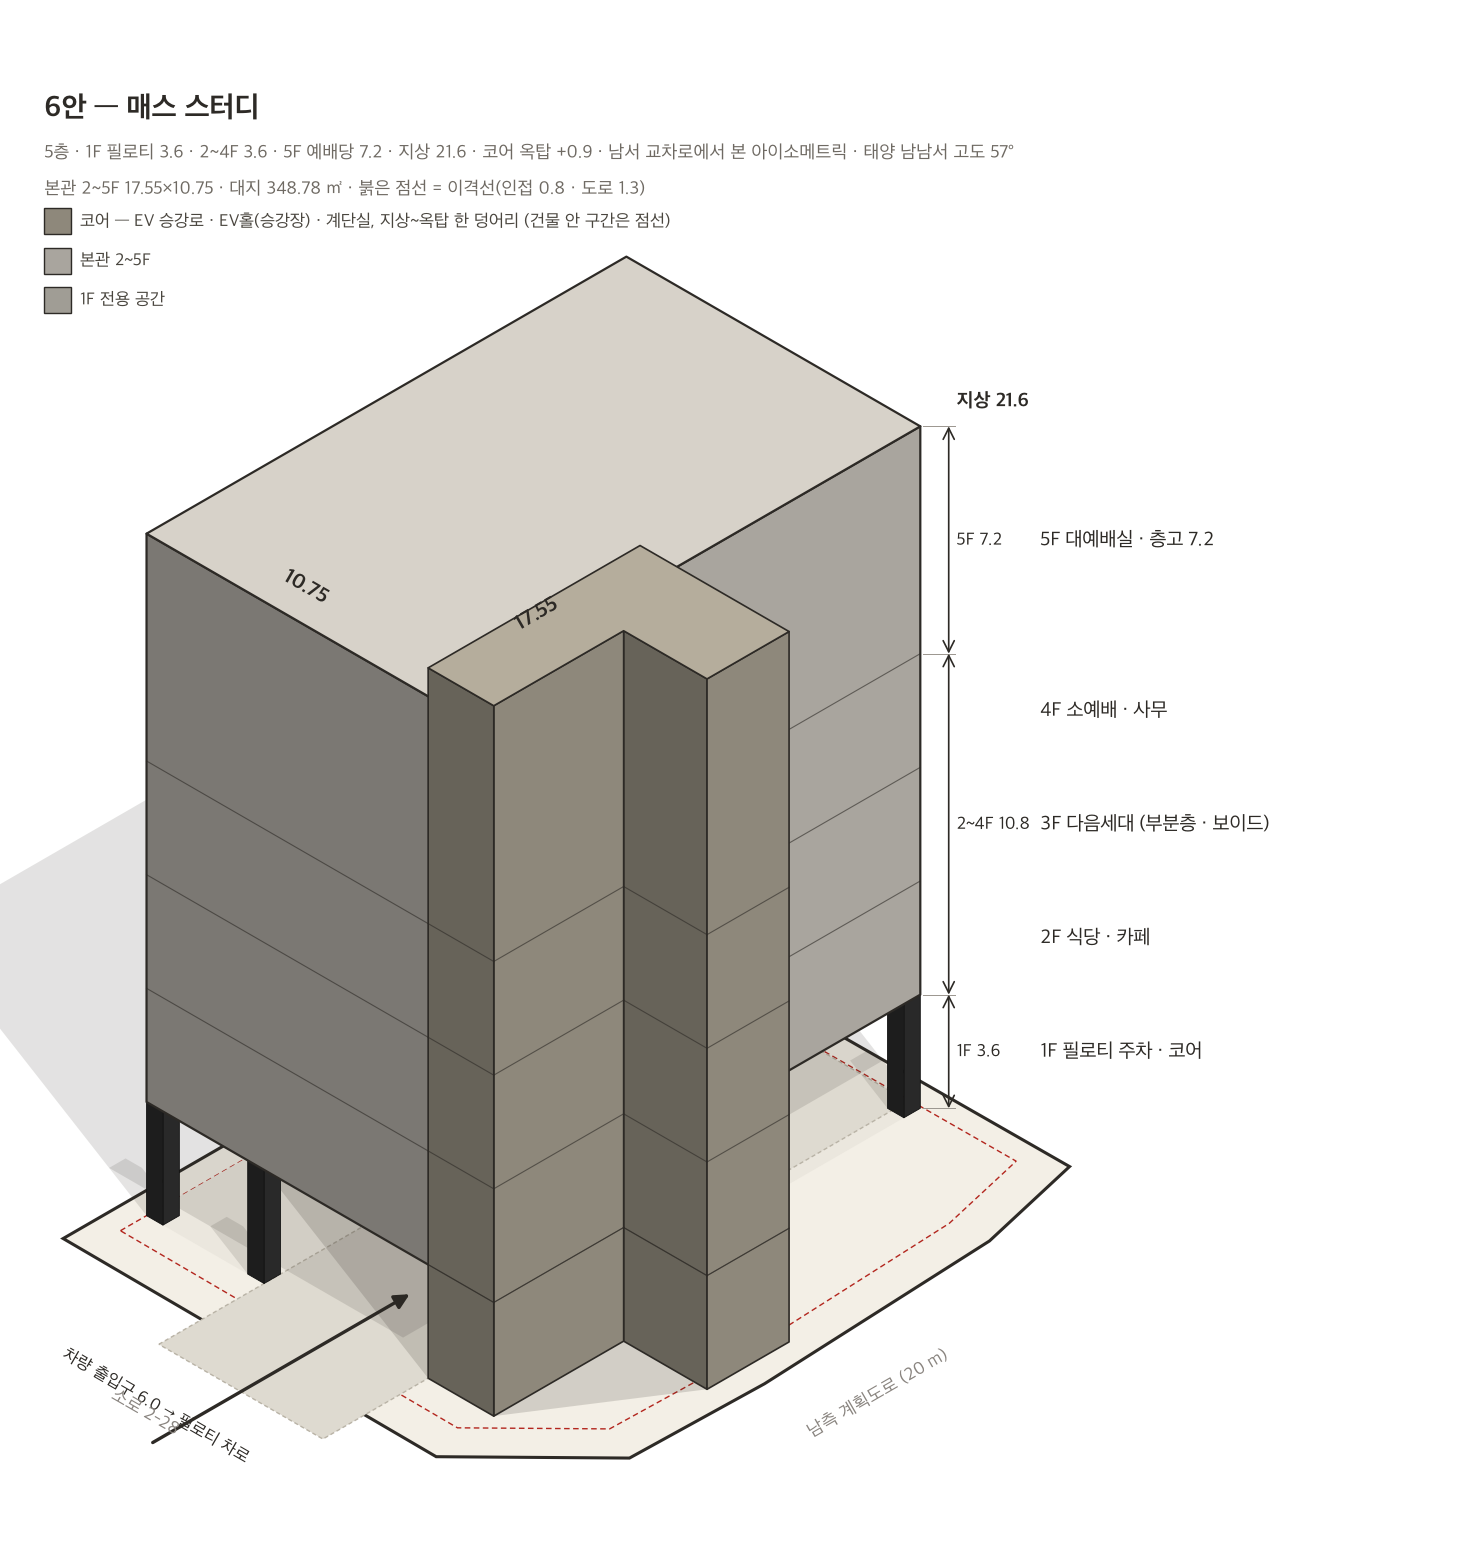 6안 — 매스 스터디
5층 · 1F 필로티 3.6 · 2~4F 3.6 · 5F 예배당 7.2 · 지상 21.6 · 코어 옥탑 +0.9 · 남서 교차로에서 본 아이소메트릭 · 태양 남남서 고도 57°
본관 2~5F 17.55×10.75 · 대지 348.78 ㎡ · 붉은 점선 = 이격선(인접 0.8 · 도로 1.3)
코어 — EV 승강로 · EV홀(승강장) · 계단실, 지상~옥탑 한 덩어리 (건물 안 구간은 점선)
본관 2~5F
1F 전용 공간
지상 21.6
5F 7.2
5F 대예배실 · 층고 7.2
10.75
17.55
4F 소예배 · 사무
2~4F 10.8
3F 다음세대 (부분층 · 보이드)
2F 식당 · 카페
1F 3.6
1F 필로티 주차 · 코어
차량 출입구 6.0 → 필로티 차로
소로 2-28
남측 계획도로 (20 m)